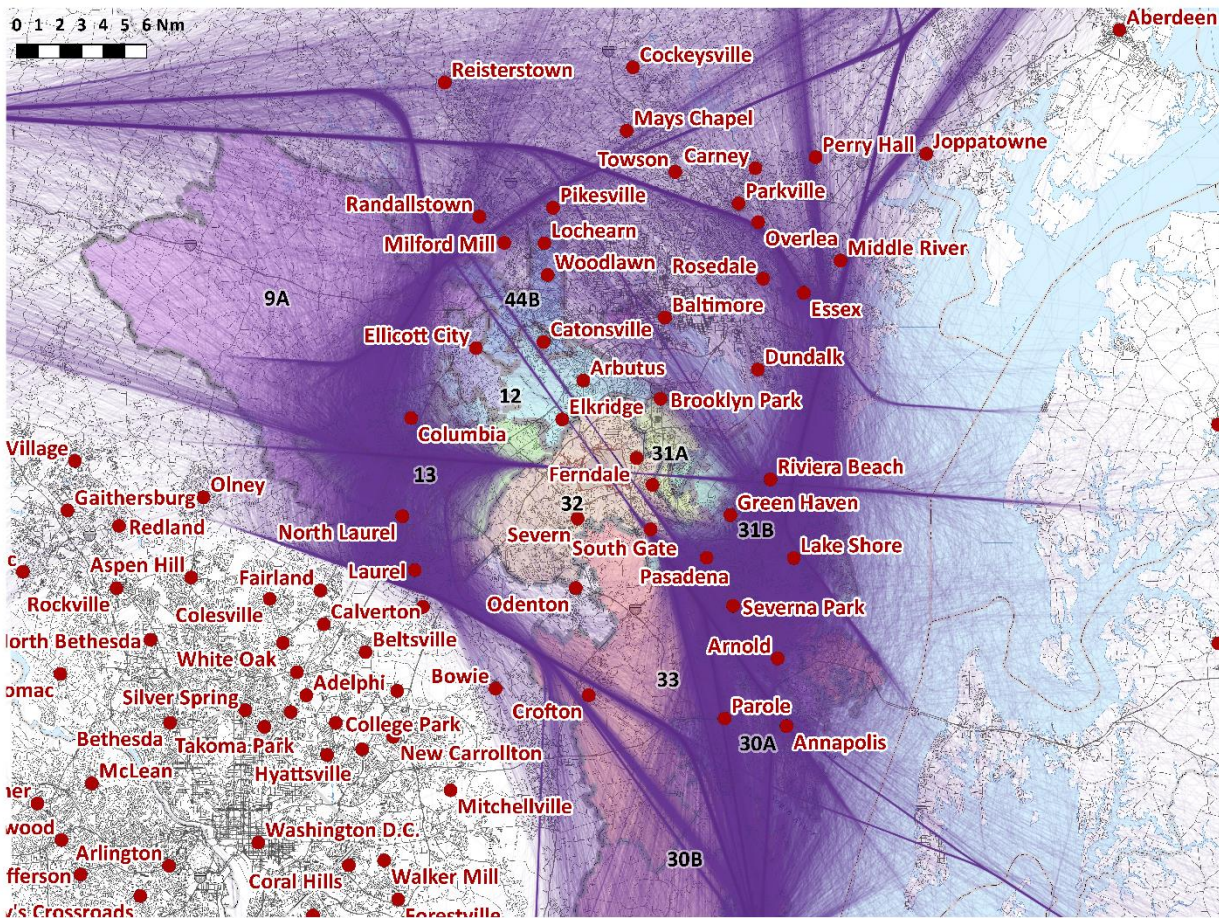 0 1 2 3 4 5 6 Nm
Aberdeen
Cockeysville
Reisterstown
Mays Chapel
Perry Hall
Joppatowne
Towson
Carney
Parkville
Pikesville
Randallstown
Overlea
Milford Mill
Lochearn
Middle River
Woodlawn
Rosedale
9A
44B
Baltimore
Essex
Ellicott City
Catonsville
Dundalk
Arbutus
12
Brooklyn Park
Elkridge
Columbia
Village
31A
Riviera Beach
Ferndale
13
Gaithersburg
Olney
Green Haven
32
Redland
North Laurel
Severn
31B
South Gate
Lake Shore
Aspen Hill
Laurel
Pasadena
c
Fairland
Rockville
Colesville
Calverton
Odenton
Severna Park
North Bethesda
Beltsville
Arnold
White Oak
33
omac
Adelphi
Bowie
Silver Spring
Crofton
Parole
College Park
Bethesda
Takoma Park
30A
Annapolis
New Carrollton
Hyattsville
McLean
ner
Mitchellville
Washington D.C.
wood
Arlington
30B
fferson
Coral Hills
Walker Mill
y's Crossroads
Forestville